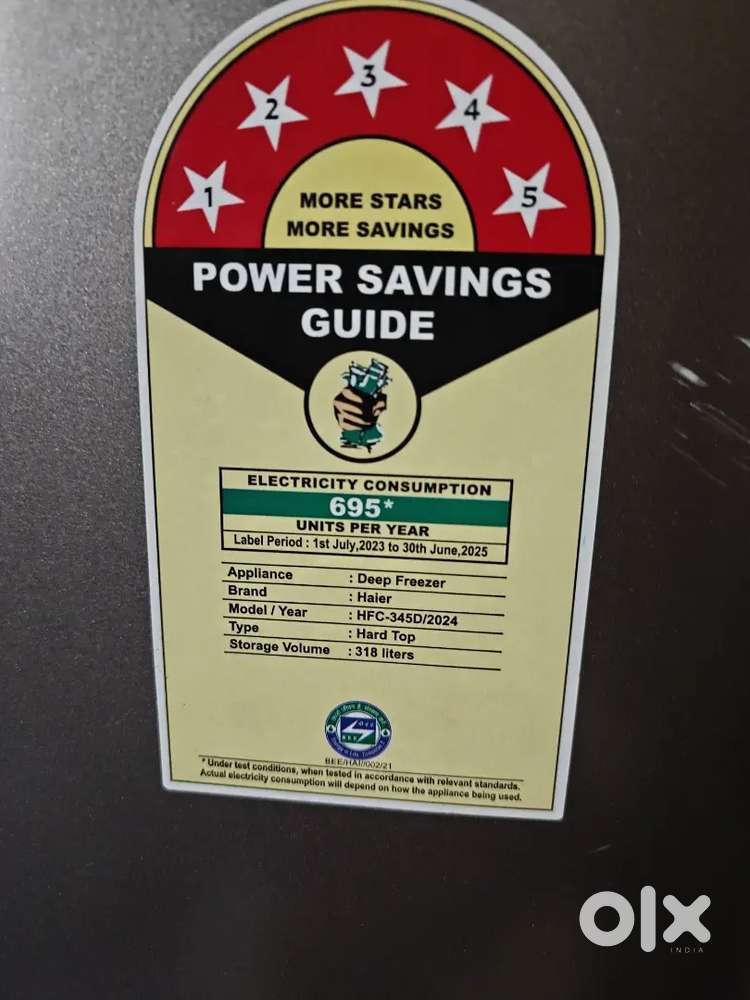 1 2 3 4 5
MORE STARS
MORE SAVINGS
POWER SAVINGS
GUIDE
ELECTRICITY CONSUMPTION
695*
UNITS PER YEAR
Label Period : 1st July,2023 to 30th June,2025
Appliance : Deep Freezer
Brand : Haier
Model / Year : HFC-345D/2024
Type : Hard Top
Storage Volume : 318 liters
BEE
BEE/HAI/002/21
* Under test conditions, when tested in accordance with relevant standards.
Actual electricity consumption will depend on how the appliance being used.
olx
INDIA